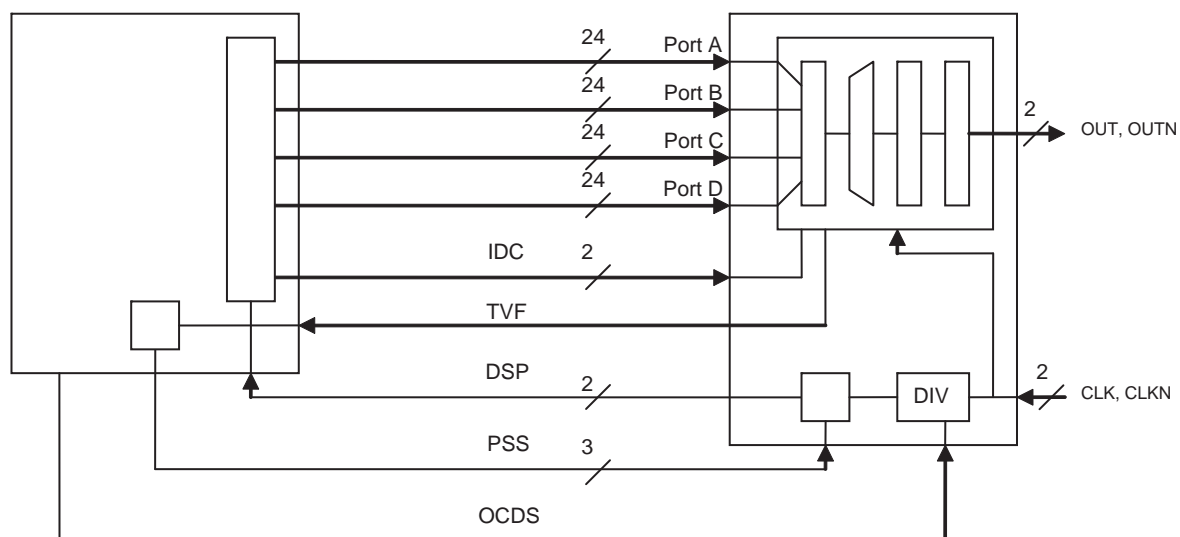 24 Port A
24 Port B
24 Port C
24 Port D
2 OUT, OUTN
IDC 2
TVF
DSP 2
DIV
2 CLK, CLKN
PSS 3
OCDS